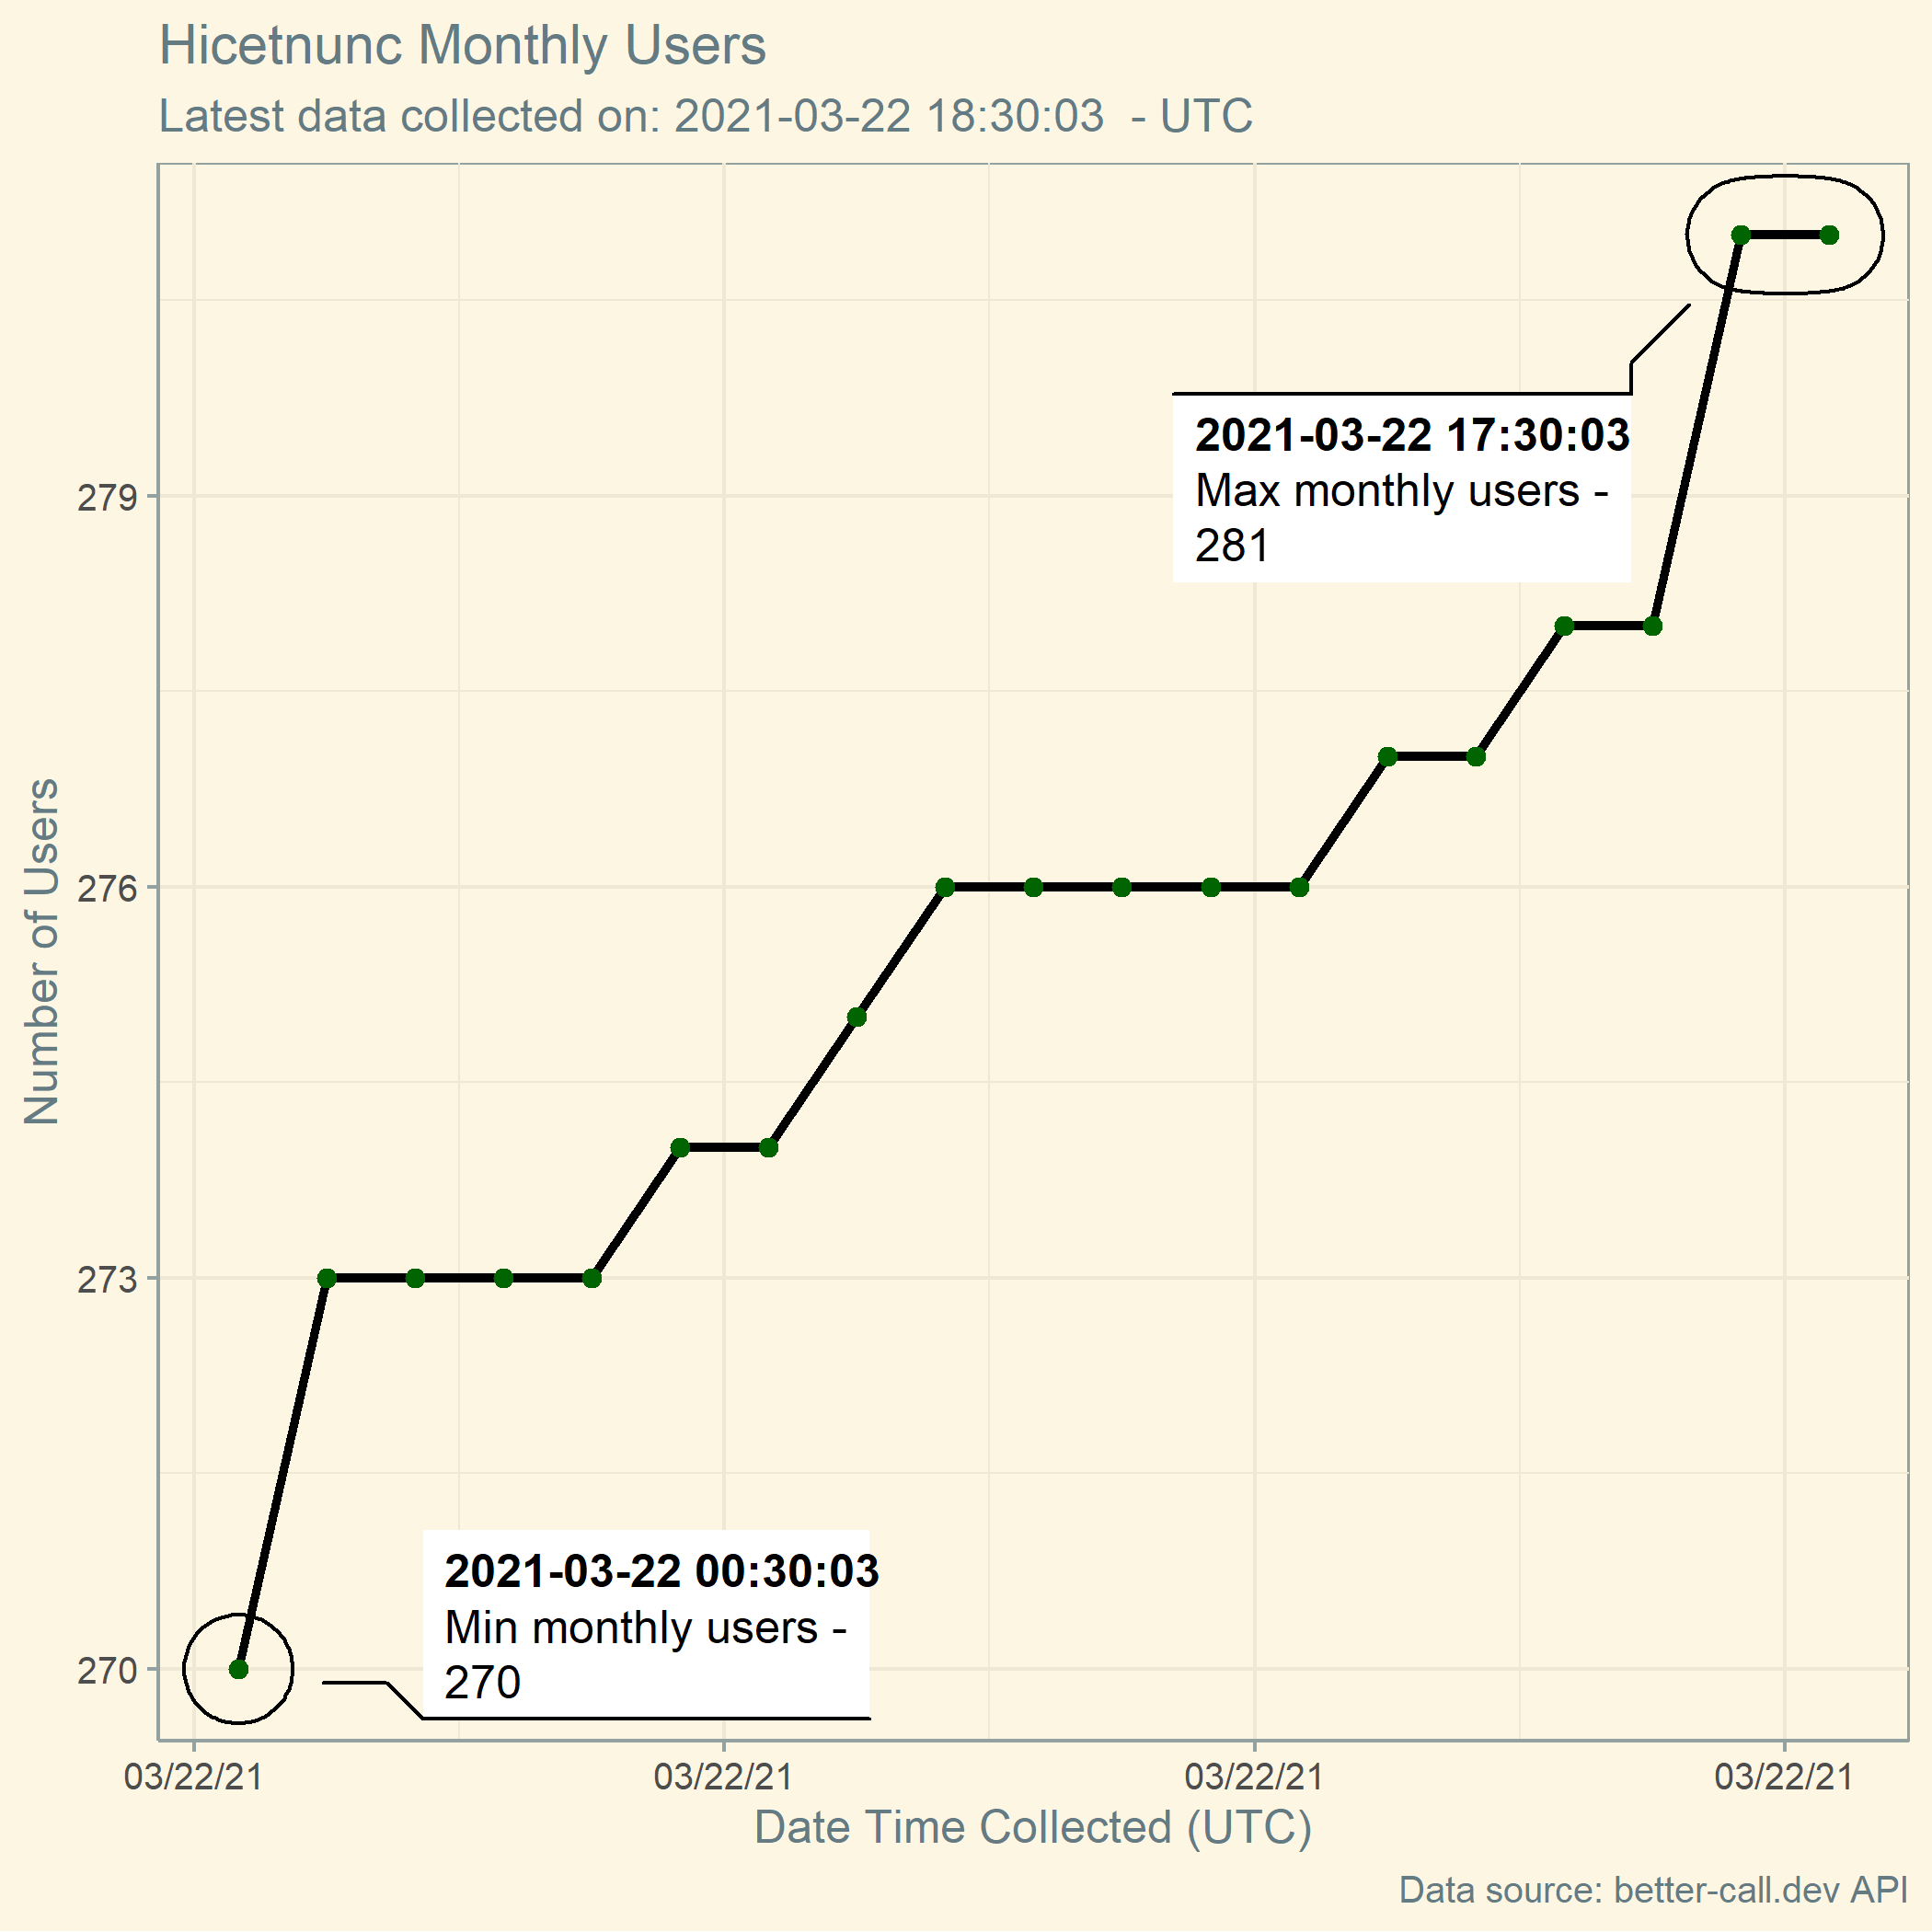 Hicetnunc Monthly Users
Latest data collected on: 2021-03-22 18:30:03  - UTC
2021-03-22 17:30:03
Max monthly users -
281
279
276
273
270
Number of Users
2021-03-22 00:30:03
Min monthly users -
270
03/22/21 03/22/21 03/22/21 03/22/21
Date Time Collected (UTC)
Data source: better-call.dev API